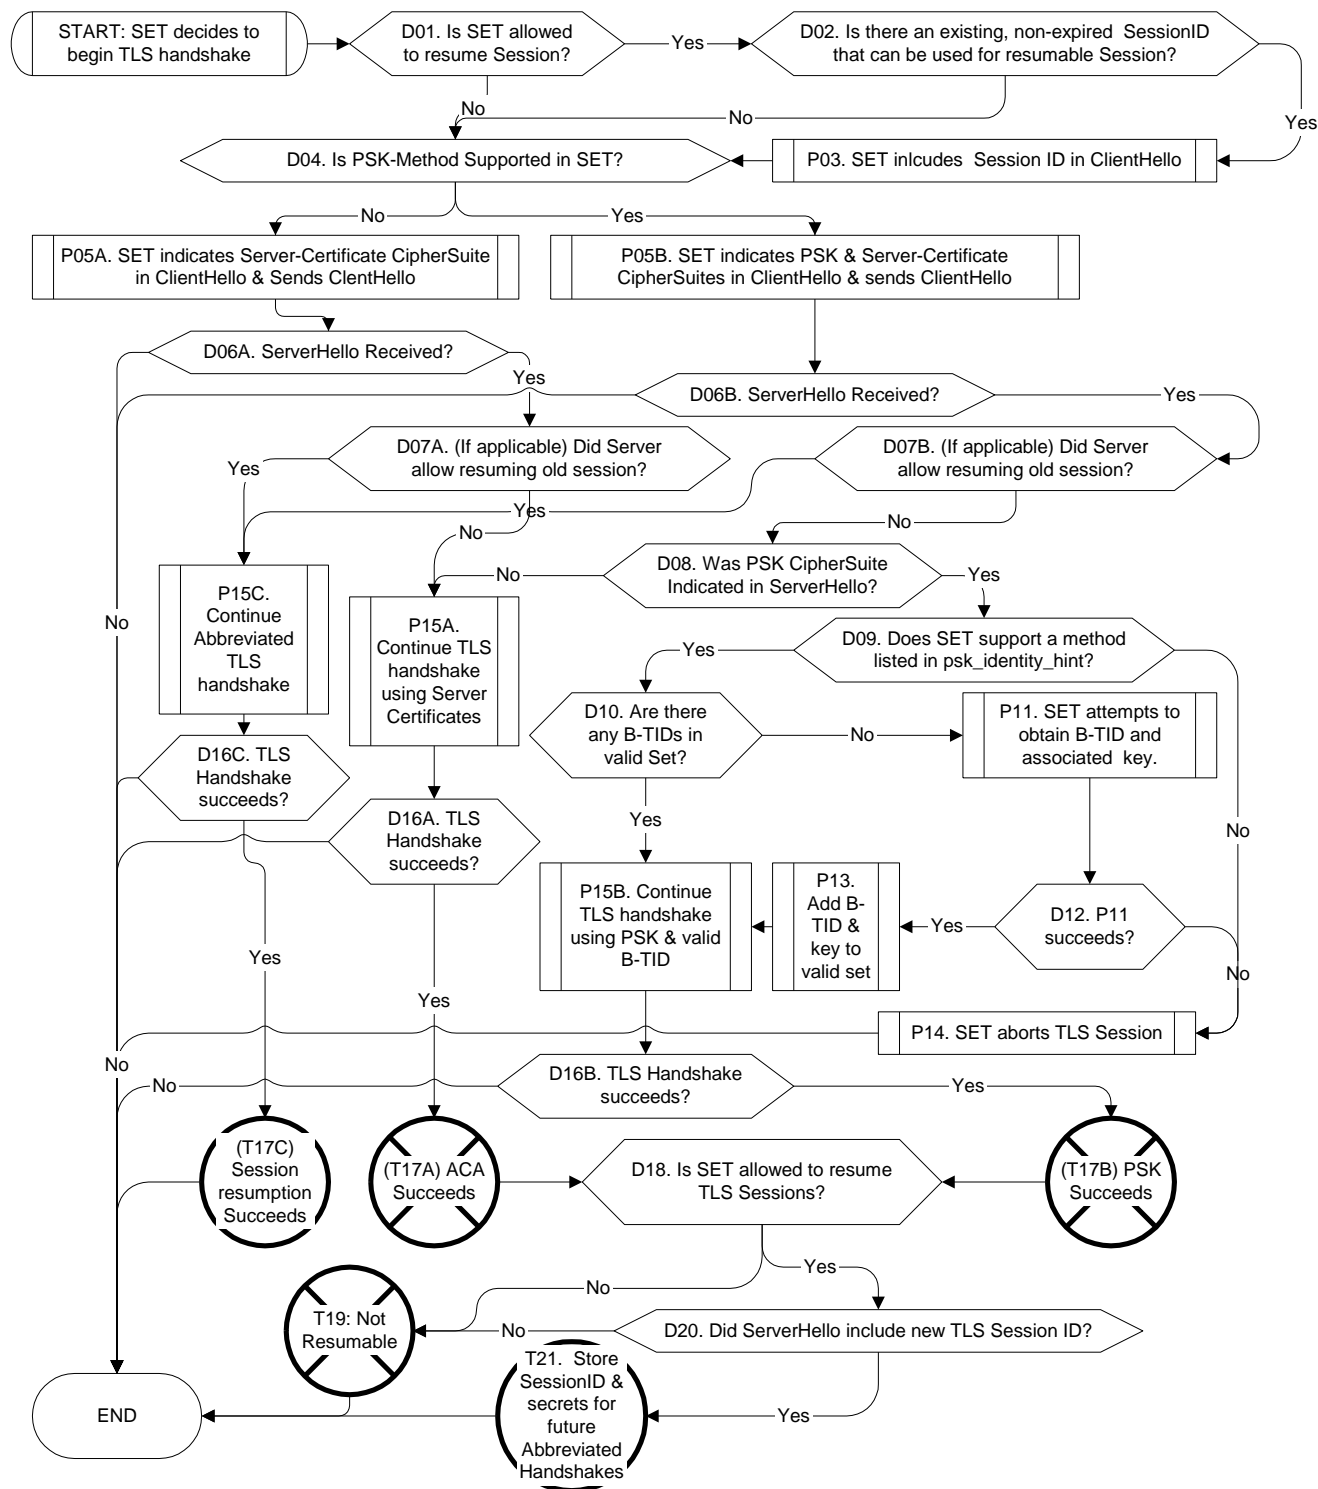 START: SET decides to
begin TLS handshake
D01. Is SET allowed
to resume Session?
Yes
D02. Is there an existing, non-expired SessionID
that can be used for resumable Session?
No
No
Yes
D04. Is PSK-Method Supported in SET?
P03. SET inlcudes Session ID in ClientHello
No
Yes
P05A. SET indicates Server-Certificate CipherSuite
in ClientHello & Sends ClentHello
P05B. SET indicates PSK & Server-Certificate
CipherSuites in ClientHello & sends ClientHello
D06A. ServerHello Received?
Yes
D06B. ServerHello Received?
Yes
D07A. (If applicable) Did Server
allow resuming old session?
Yes
D07B. (If applicable) Did Server
allow resuming old session?
Yes
No
No
D08. Was PSK CipherSuite
Indicated in ServerHello?
No
Yes
P15C.
Continue
Abbreviated
TLS
handshake
P15A.
Continue TLS
handshake
using Server
Certificates
No
D09. Does SET support a method
listed in psk_identity_hint?
Yes
D10. Are there
any B-TIDs in
valid Set?
No
P11. SET attempts to
obtain B-TID and
associated key.
D16C. TLS
Handshake
succeeds?
D16A. TLS
Handshake
succeeds?
Yes
No
P15B. Continue
TLS handshake
using PSK & valid
B-TID
P13.
Add B-
TID &
key to
valid set
Yes
D12. P11
succeeds?
No
Yes
Yes
P14. SET aborts TLS Session
No
No
D16B. TLS Handshake
succeeds?
Yes
(T17C)
Session
resumption
Succeeds
(T17A) ACA
Succeeds
D18. Is SET allowed to resume
TLS Sessions?
(T17B) PSK
Succeeds
Yes
No
T19: Not
Resumable
No
D20. Did ServerHello include new TLS Session ID?
T21. Store
SessionID &
secrets for
future
Abbreviated
Handshakes
Yes
END